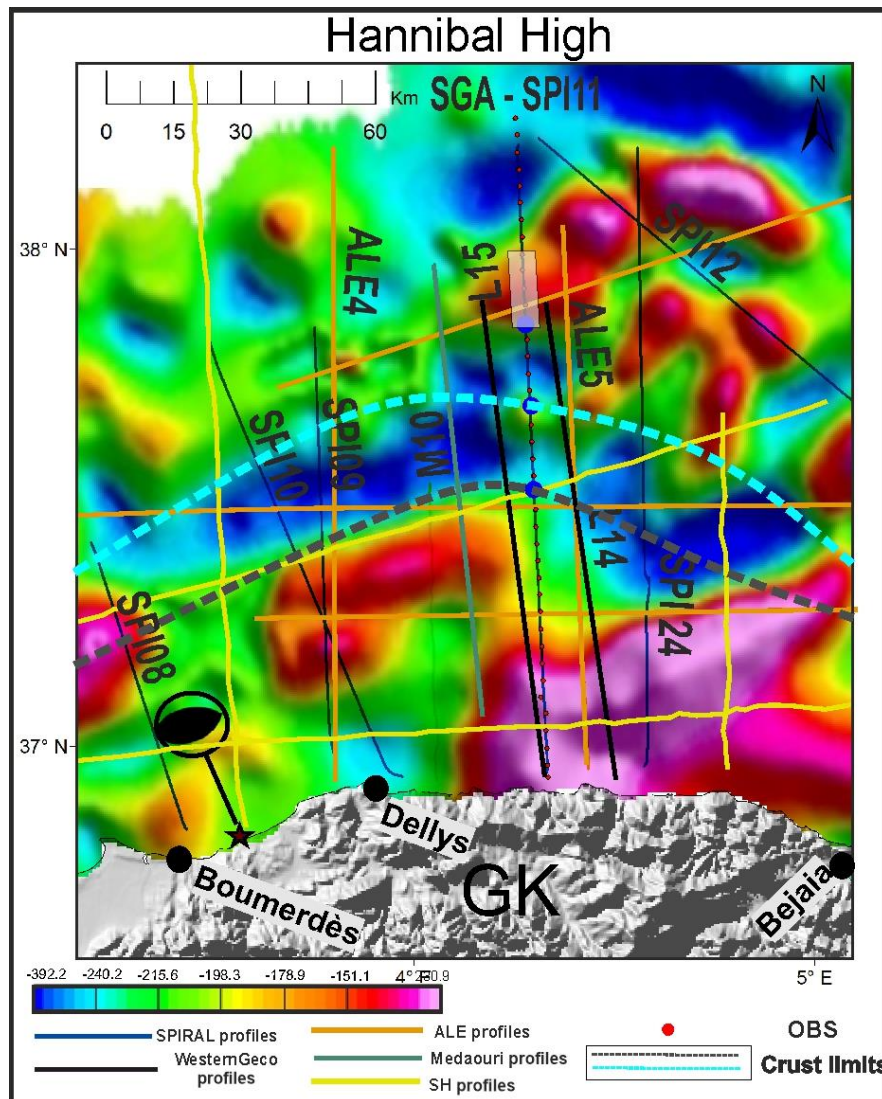 Hannibal High
SGA - SPI11
N
Km
0 15 30 60
38° N
37° N
ALE4
L15
SPI12
ALE5
SPI10
SPI09
M10
L14
SPI 24
SPI08
Dellys
Boumerdès
GK
Bejaia
-392.2 -240.2 -215.6 -198.3 -178.9 -151.1
4° E
5° E
SPIRAL profiles
ALE profiles
OBS
WesternGeco
profiles
Medaouri profiles
Crust limits
SH profiles